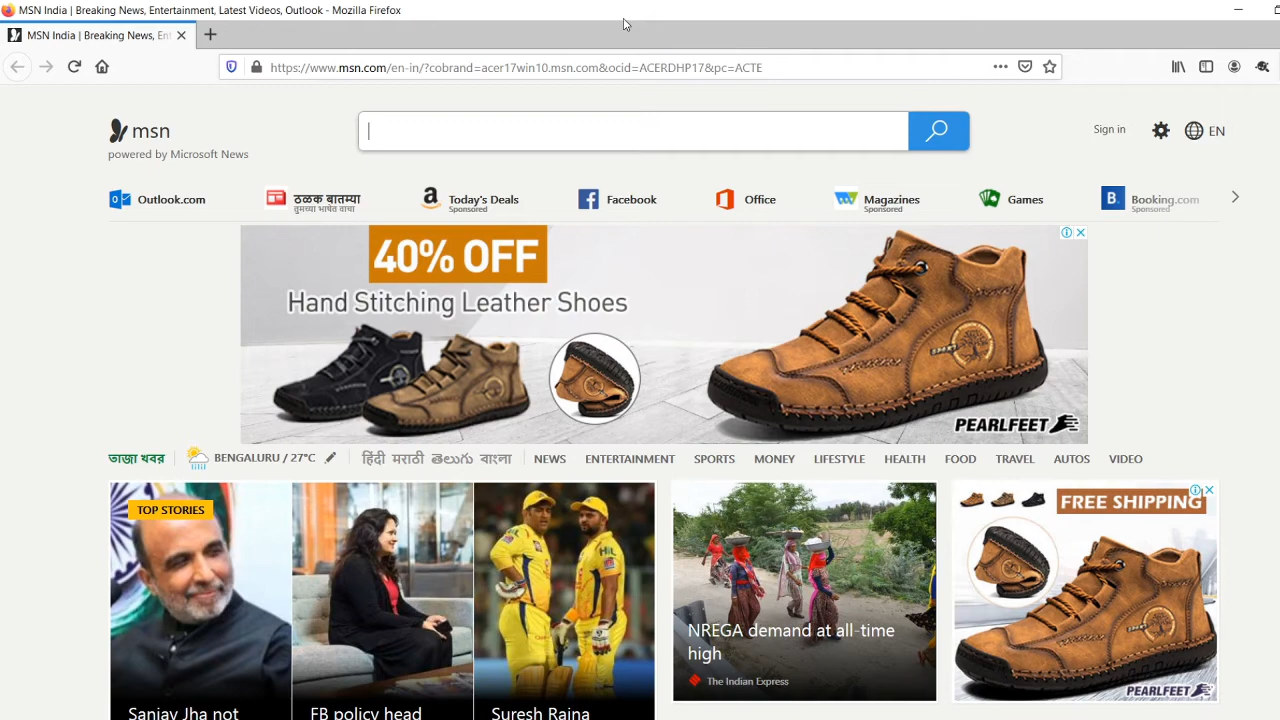 MSN India | Breaking News, Entertainment, Latest Videos, Outlook - Mozilla Firefox
MSN India | Breaking News, En
https://www.msn.com/en-in/?cobrand=acer17win10.msn.com&ocid=ACERDHP17&pc=ACTE
msn
powered by Microsoft News
Sign in
EN
Outlook.com
ठळक बातम्या
तुमच्या भाषेत वाचा
Today's Deals
Sponsored
Facebook
Office
Magazines
Sponsored
Games
Booking.com
Sponsored
40% OFF
Hand Stitching Leather Shoes
PEARLFEET
তাজা খবর
BENGALURU / 27°C
हिंदी मराठी తెలుగు বাংলা
NEWS ENTERTAINMENT SPORTS MONEY LIFESTYLE HEALTH FOOD TRAVEL AUTOS VIDEO
TOP STORIES
Sanjay Jha not
FB policy head
Suresh Raina
NREGA demand at all-time
high
The Indian Express
FREE SHIPPING
PEARLFEET